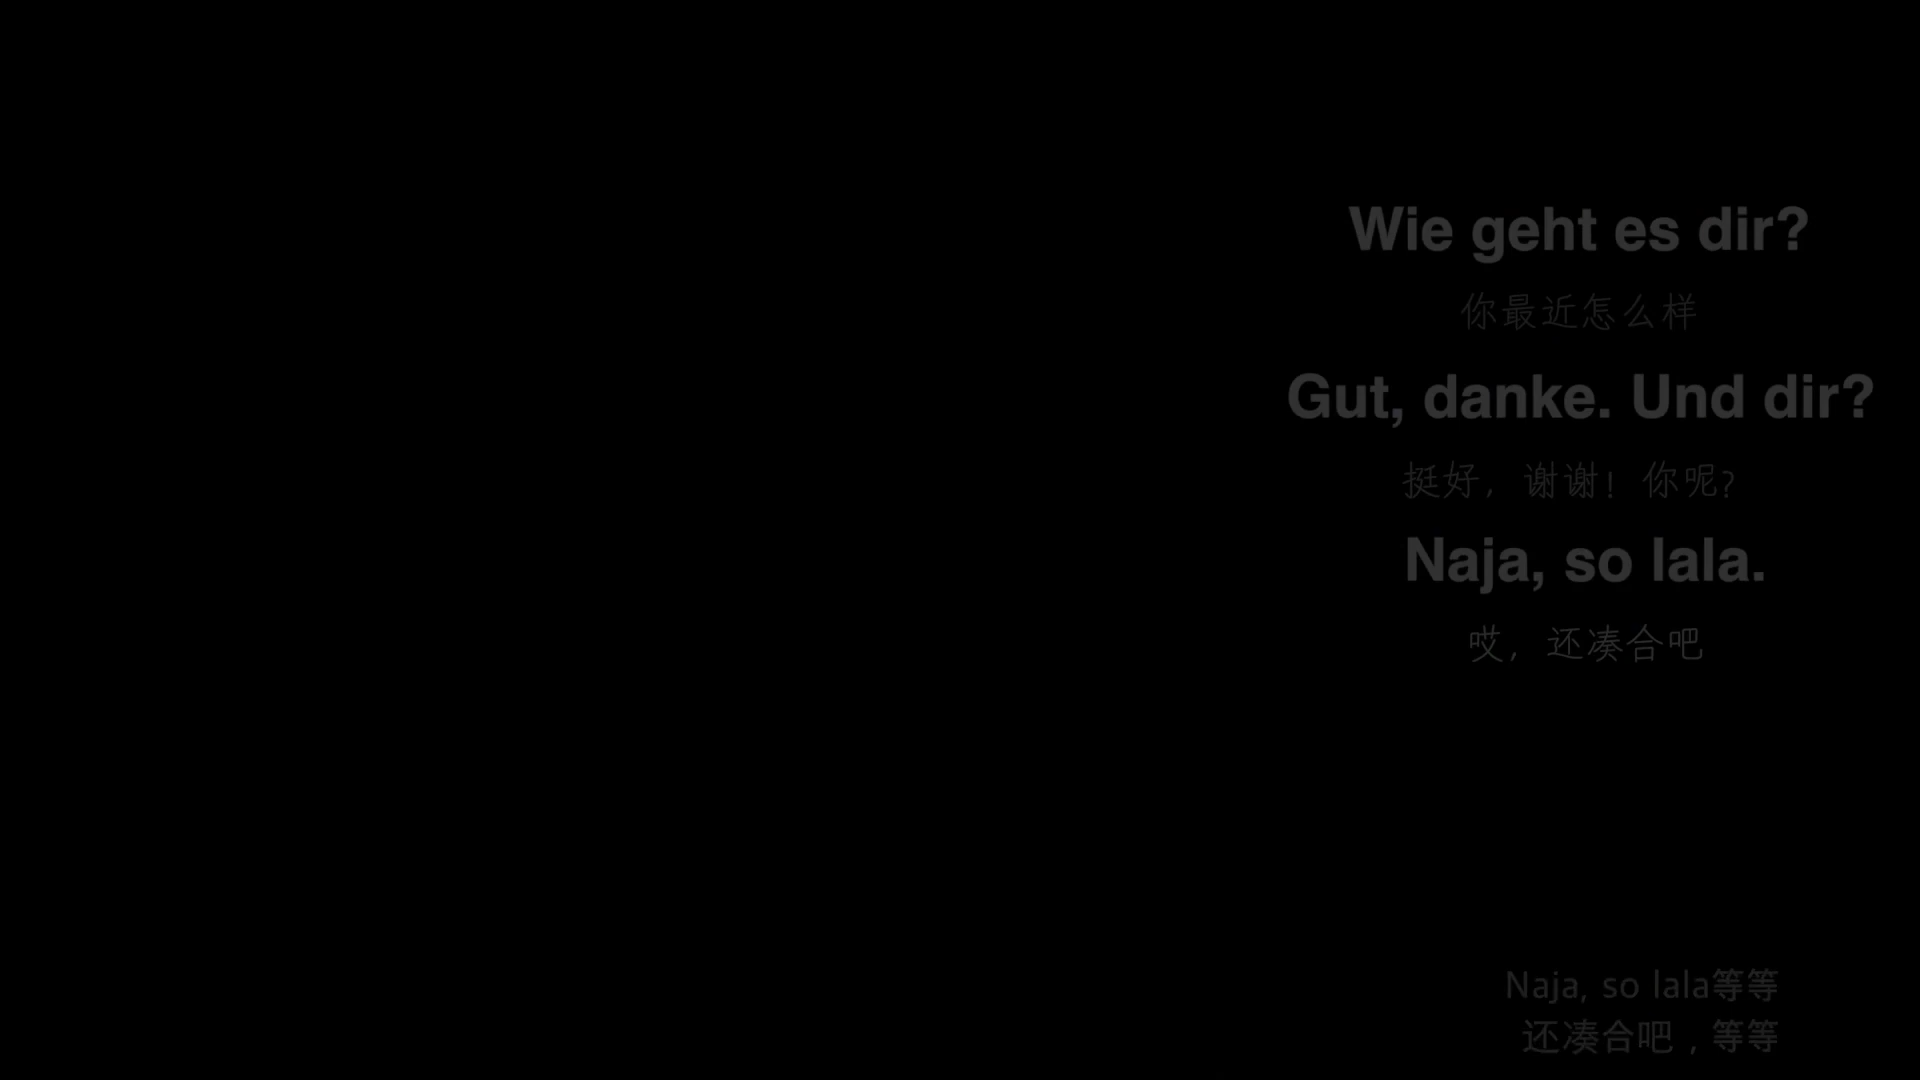 Wie geht es dir?
你最近怎么样
Gut, danke. Und dir?
挺好，谢谢！你呢？
Naja, so lala.
哎，还凑合吧
Naja, so lala等等
还凑合吧，等等